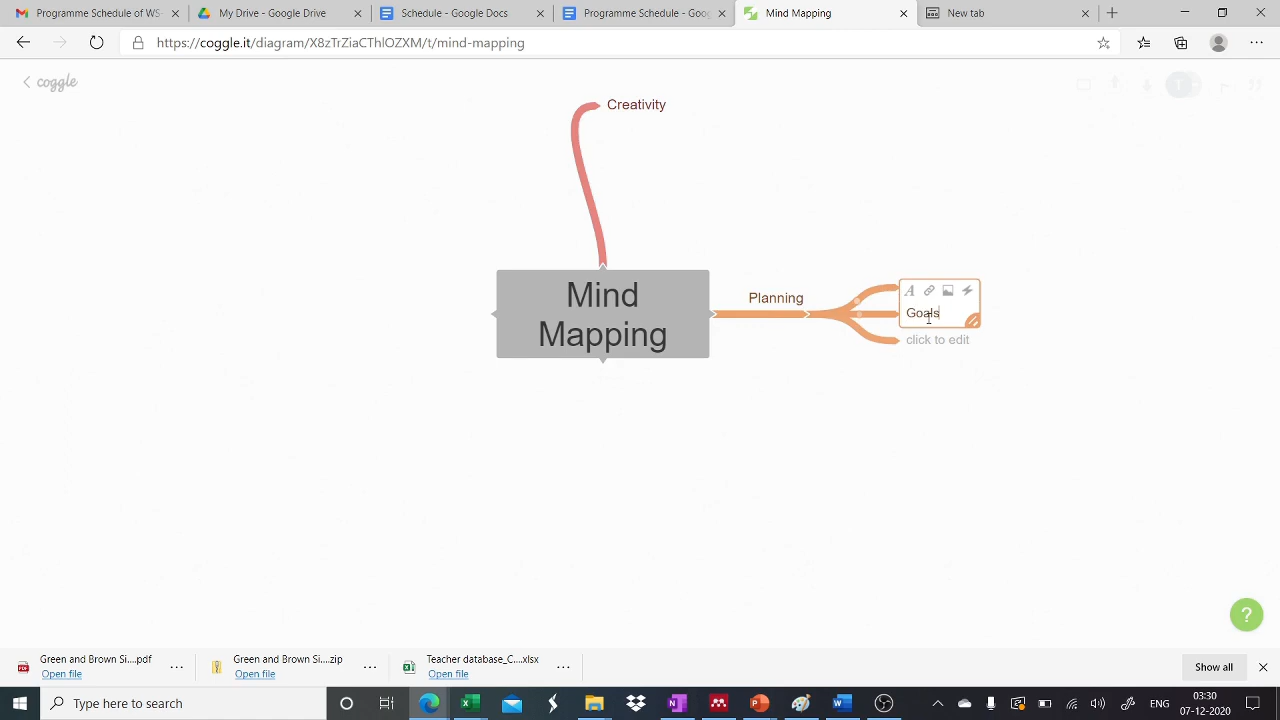 Programme Schedule of WS-
My Drive - Google Drive
Schedule - Google Docs
Programme Schedule - Goog
Mind Mapping
New tab
https://coggle.it/diagram/X8zTrZiaCThlOZXM/t/mind-mapping
coggle
Creativity
Mind
Mapping
Planning
Goals
click to edit
?
Green and Brown Si....pdf
Open file
Green and Brown Si....zip
Open file
Teacher database_C....xlsx
Open file
Show all
Type here to search
ENG
03:30
07-12-2020